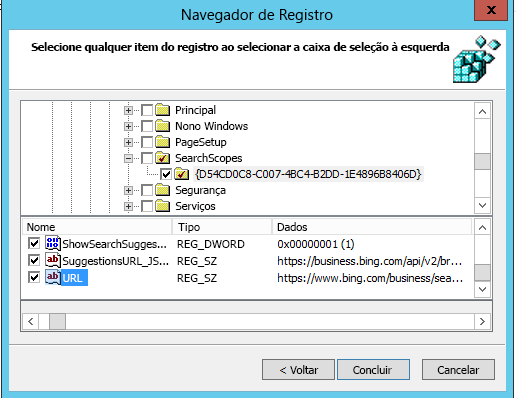 Navegador de Registro
x
Selecione qualquer item do registro ao selecionar a caixa de seleção à esquerda
Principal
Nono Windows
PageSetup
SearchScopes
{D54CD0C8-C007-4BC4-B2DD-1E4896B8406D}
Segurança
Serviços
Nome Tipo Dados
ShowSearchSugges... REG_DWORD 0x00000001 (1)
ab SuggestionsURL_JS... REG_SZ https://business.bing.com/api/v2/br...
ab URL REG_SZ https://www.bing.com/business/sea...
< Voltar Concluir Cancelar